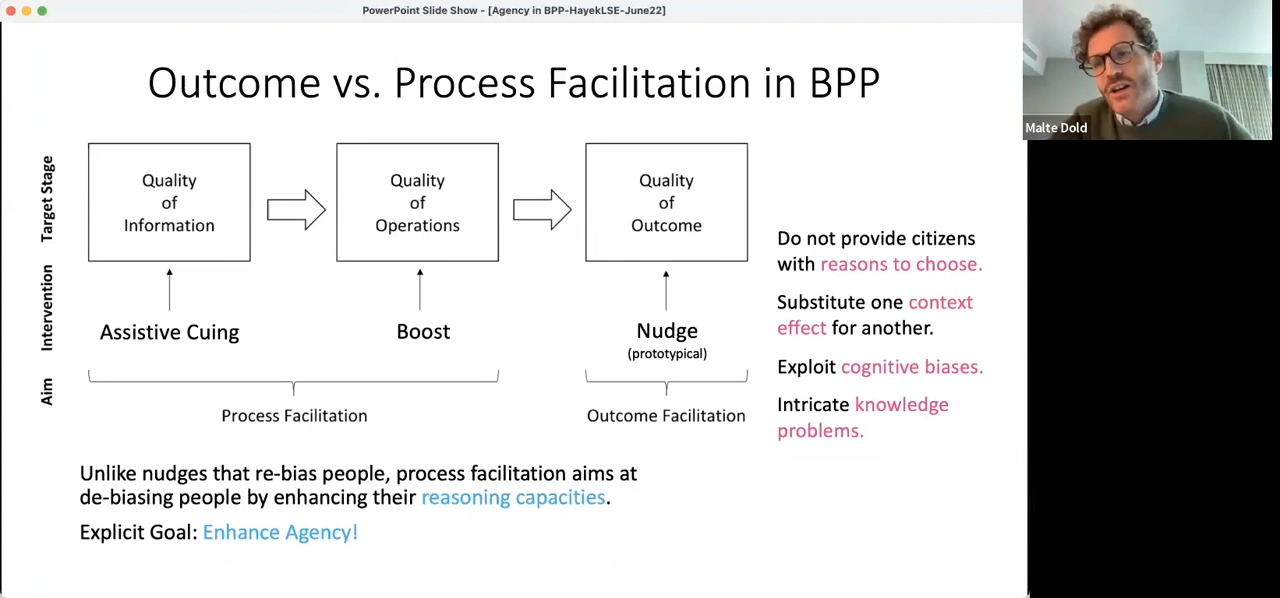 PowerPoint Slide Show - [Agency in BPP-HayekLSE-June22]
Outcome vs. Process Facilitation in BPP
Malte Dold
Target Stage
Quality
of
Information
Quality
of
Operations
Quality
of
Outcome
Intervention
Assistive Cuing
Boost
Nudge
(prototypical)
Aim
Process Facilitation
Outcome Facilitation
Do not provide citizens
with reasons to choose.
Substitute one context
effect for another.
Exploit cognitive biases.
Intricate knowledge
problems.
Unlike nudges that re-bias people, process facilitation aims at
de-biasing people by enhancing their reasoning capacities.
Explicit Goal: Enhance Agency!